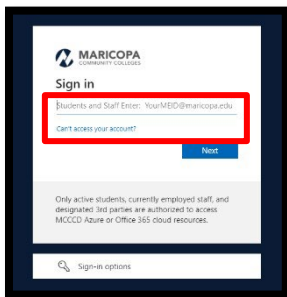 MARICOPA
COMMUNITY COLLEGES
Sign in
Students and Staff Enter: YourMEID@maricopa.edu
Can't access your account?
Next
Only active students, currently employed staff, and
designated 3rd parties are authorized to access
MCCCD Azure or Office 365 cloud resources.
Sign-in options